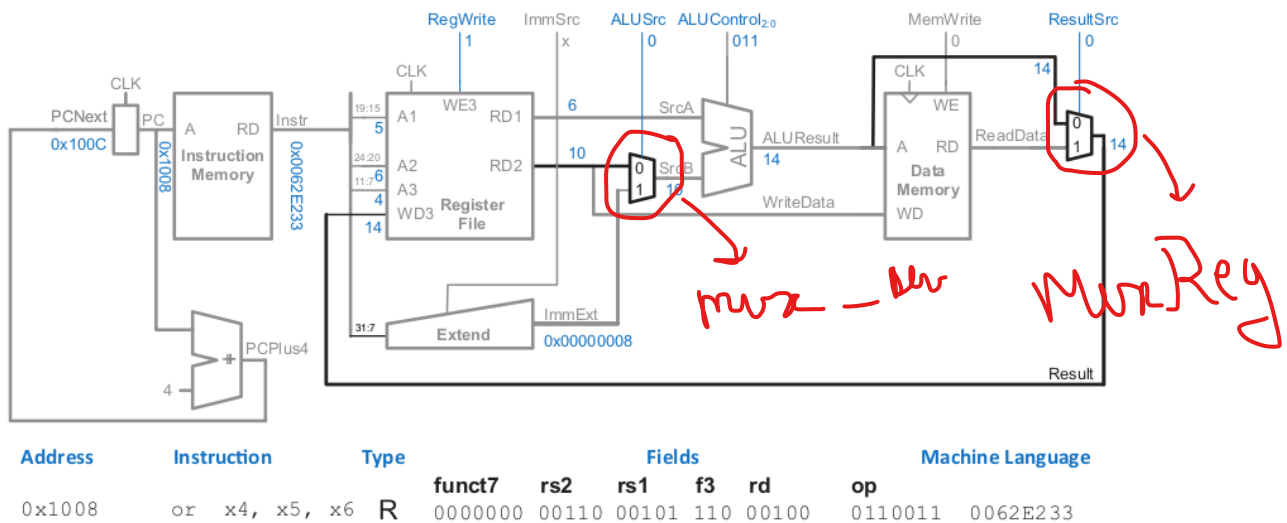 RegWrite ImmSrc ALUSrc ALUControl2:0 MemWrite ResultSrc
1 x 0 011 0 0
CLK CLK CLK 14
PCNext PC
0x100C 0x1008
A RD Instr
Instruction
Memory
0x0062E233
19:15 A1 WE3 RD1 6 SrcA
5
24:20 A2 RD2 10 0 SrcB
6 1 10
11:7 A3
4
WD3 Register
14 File
ALU ALUResult
14
WE
A RD ReadData 0 14
1
Data
Memory
WriteData WD
MuxReg
31:7 Extend ImmExt
0x00000008
+ PCPlus4
4
Result
Address Instruction Type Fields Machine Language
funct7 rs2 rs1 f3 rd op
0x1008 or x4, x5, x6 R 0000000 00110 00101 110 00100 0110011 0062E233